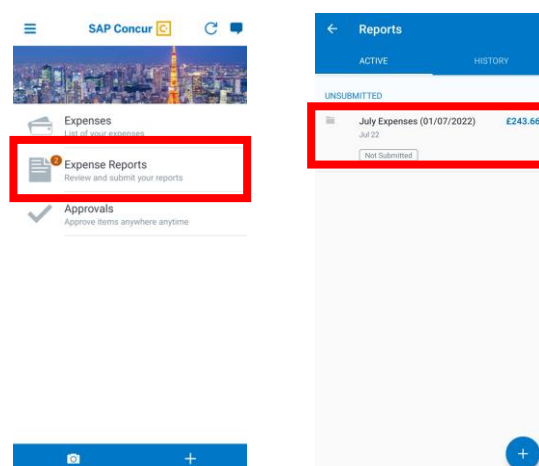 SAP Concur C
Expenses
List of your expenses
2
Expense Reports
Review and submit your reports
Approvals
Approve items anywhere anytime
Reports
ACTIVE HISTORY
UNSUBMITTED
July Expenses (01/07/2022) £243.66
Jul 22
Not Submitted